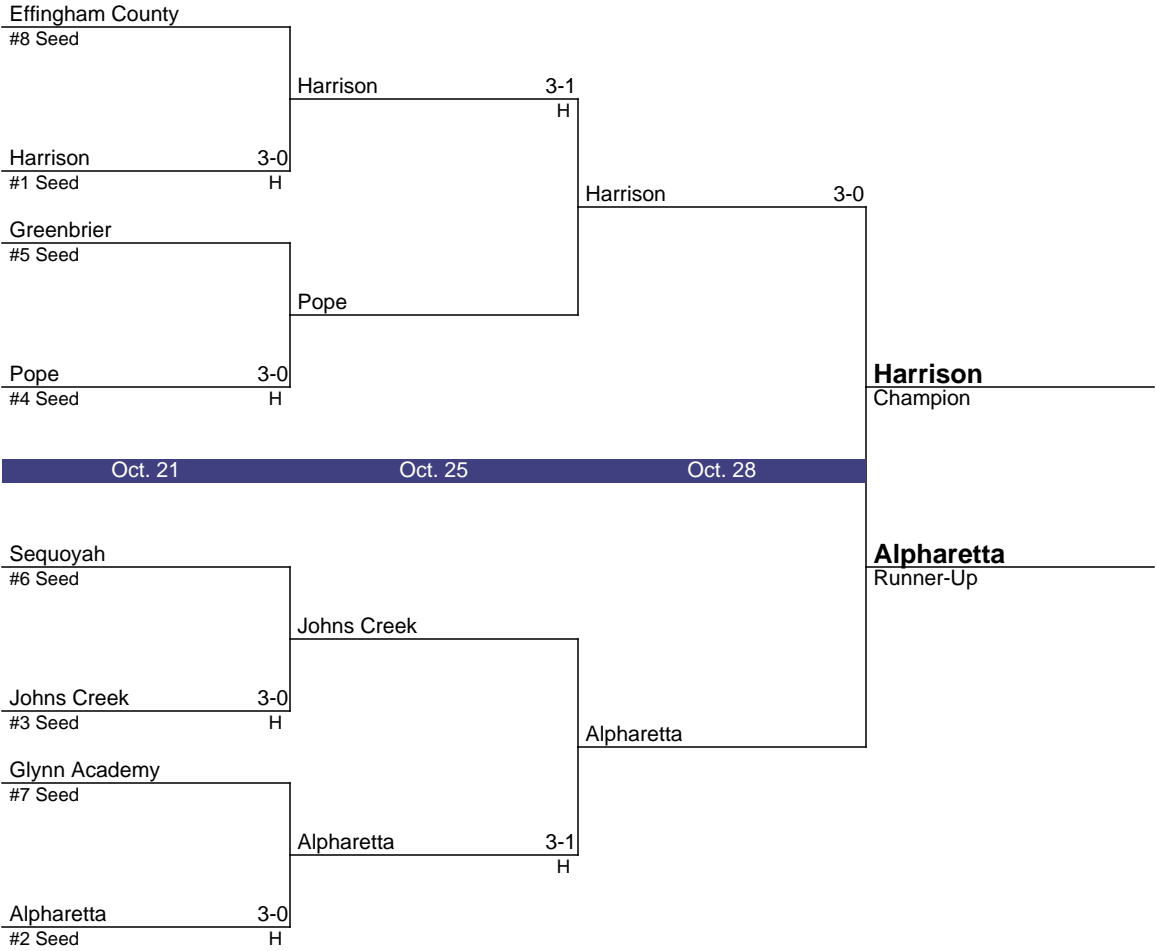 Effingham County
#8 Seed
Harrison 3-1
H
Harrison 3-0
#1 Seed H
Harrison 3-0
Greenbrier
#5 Seed
Pope
Pope 3-0
#4 Seed H
Harrison
Champion
Oct. 21 Oct. 25 Oct. 28
Sequoyah
#6 Seed
Alpharetta
Runner-Up
Johns Creek
Johns Creek 3-0
#3 Seed H
Alpharetta
Glynn Academy
#7 Seed
Alpharetta 3-1
H
Alpharetta 3-0
#2 Seed H